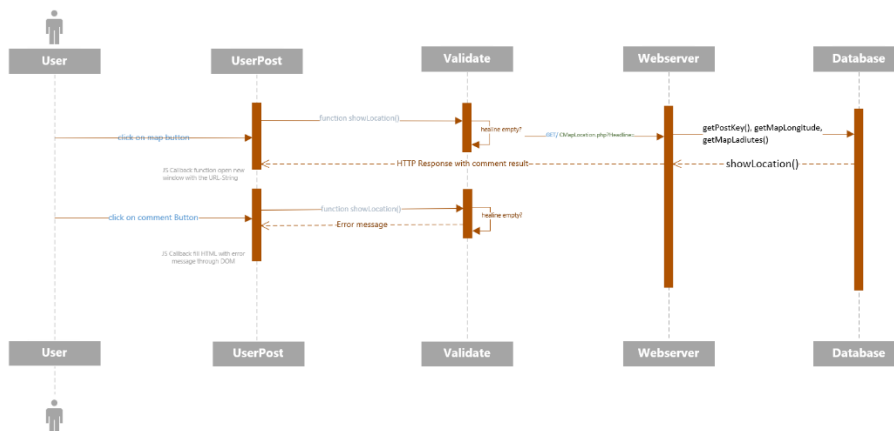 User
UserPost
Validate
Webserver
Database
function showLocation()
healine empty?
click on map button
GET/ CMapLocation.php?Headline=
getPostKey(), getMapLongitude,
getMapLadiutes()
HTTP Response with comment result
showLocation()
JS Callback function open new
window with the URL-String
click on comment Button
function showLocation()
healine empty?
Error message
JS Callback fill HTML with error
message through DOM
User
UserPost
Validate
Webserver
Database